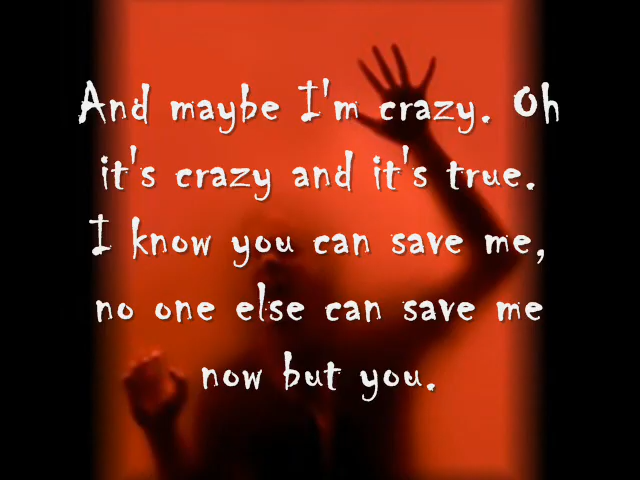 And maybe I'm crazy. Oh
it's crazy and it's true.
I know you can save me,
no one else can save me
now but you.